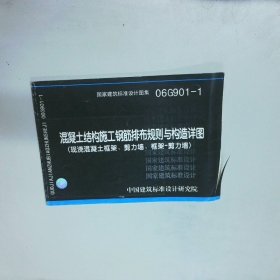 国家建筑标准设计图集 06G901-1
混凝土结构施工钢筋排布规则与构造详图
(现浇混凝土框架、剪力墙、框架-剪力墙)
国家建筑标准设计
国家建筑标准设计
国家建筑标准设计
中国建筑标准设计研究院
GUOJIAJIANZHUBIAOZHUNSHEJI 06G901-1